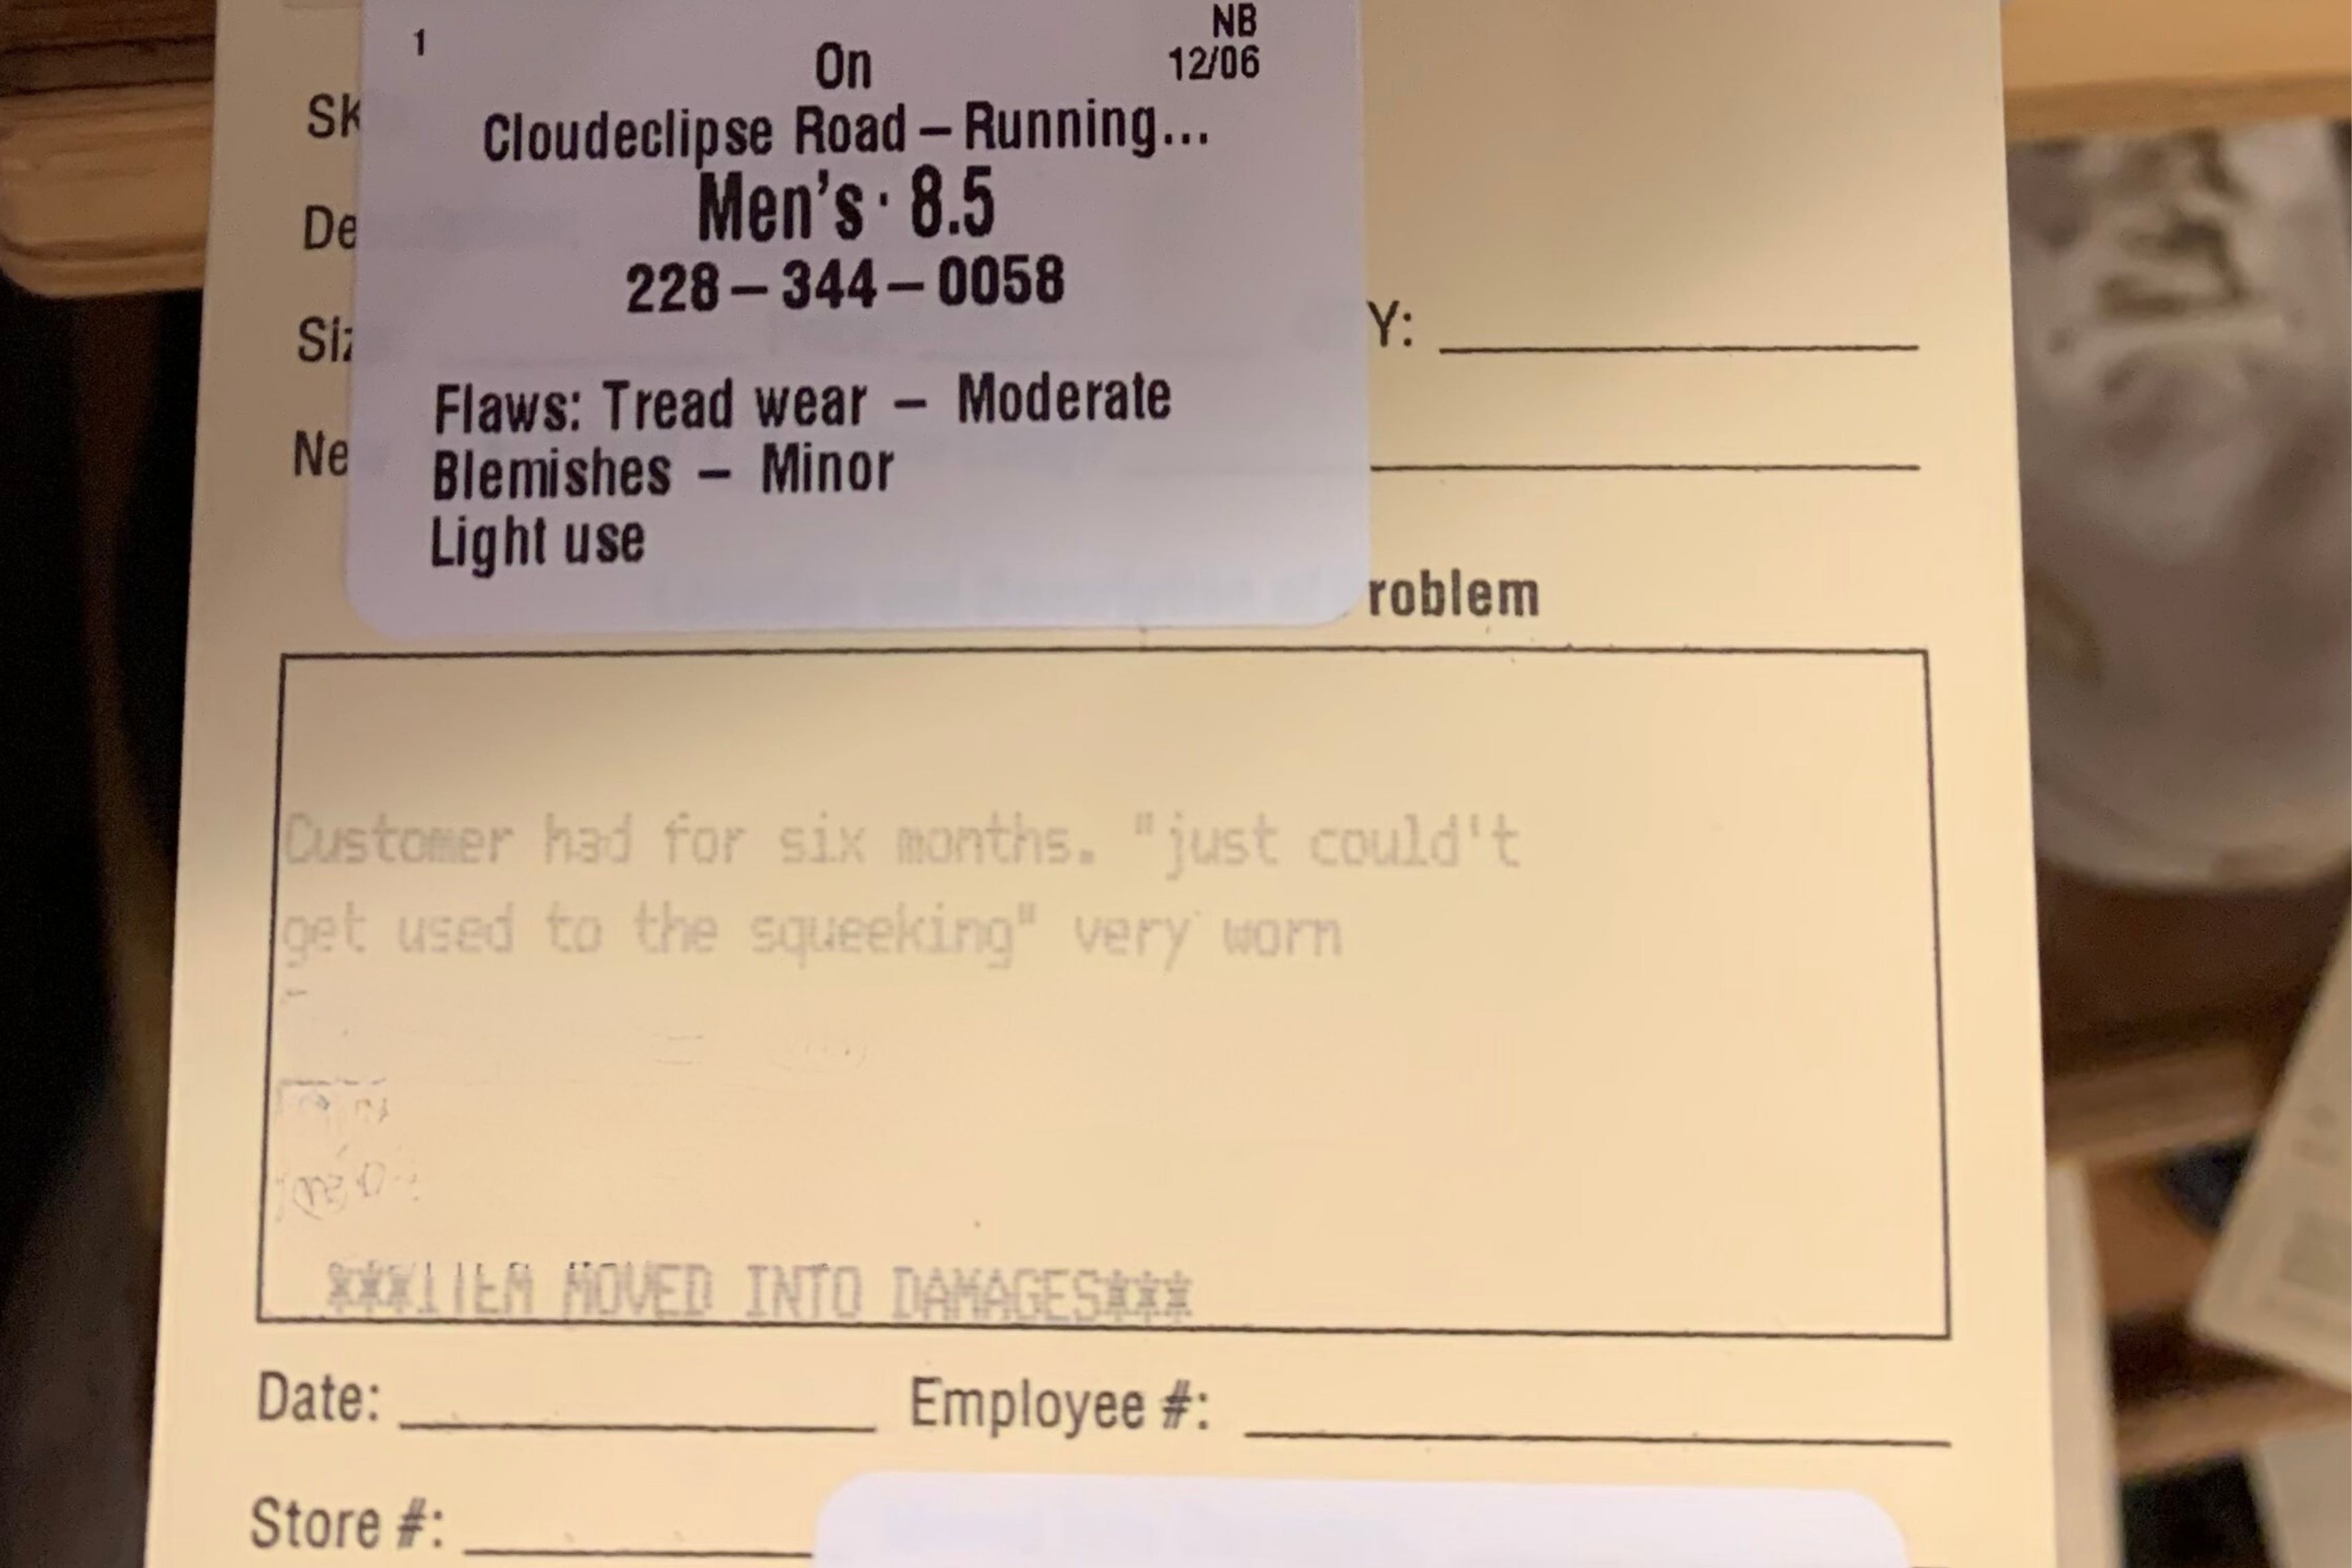 1
NB
On
12/06
Cloudeclipse Road – Running...
Men's · 8.5
228 – 344 – 0058
Flaws: Tread wear – Moderate
Blemishes – Minor
Light use
Sk
De
Siz
Y:
Ne
roblem
Customer had for six months. "just could't
get used to the squeeking" very worn
***ITEM MOVED INTO DAMAGES***
Date: Employee #:
Store #: